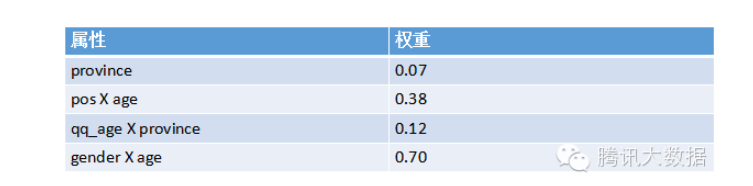 属性 权重
province 0.07
pos X age 0.38
qq_age X province 0.12
gender X age 0.70
腾讯大数据